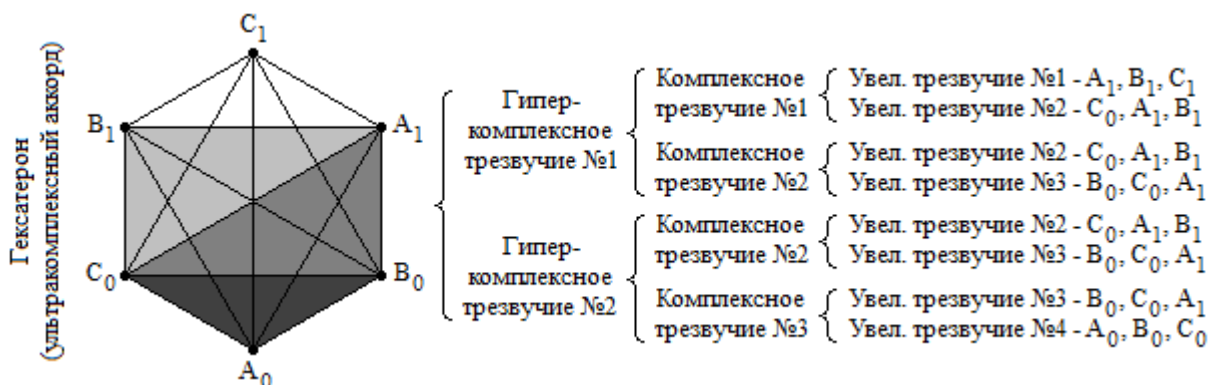 Гексатерон
(ультракомплексный аккорд)
C₁
B₁
A₁
C₀
B₀
A₀
Гипер-
комплексное
трезвучие №1
Гипер-
комплексное
трезвучие №2
Комплексное
трезвучие №1
Комплексное
трезвучие №2
Комплексное
трезвучие №2
Комплексное
трезвучие №3
Увел. трезвучие №1 - A₁, B₁, C₁
Увел. трезвучие №2 - C₀, A₁, B₁
Увел. трезвучие №2 - C₀, A₁, B₁
Увел. трезвучие №3 - B₀, C₀, A₁
Увел. трезвучие №2 - C₀, A₁, B₁
Увел. трезвучие №3 - B₀, C₀, A₁
Увел. трезвучие №3 - B₀, C₀, A₁
Увел. трезвучие №4 - A₀, B₀, C₀